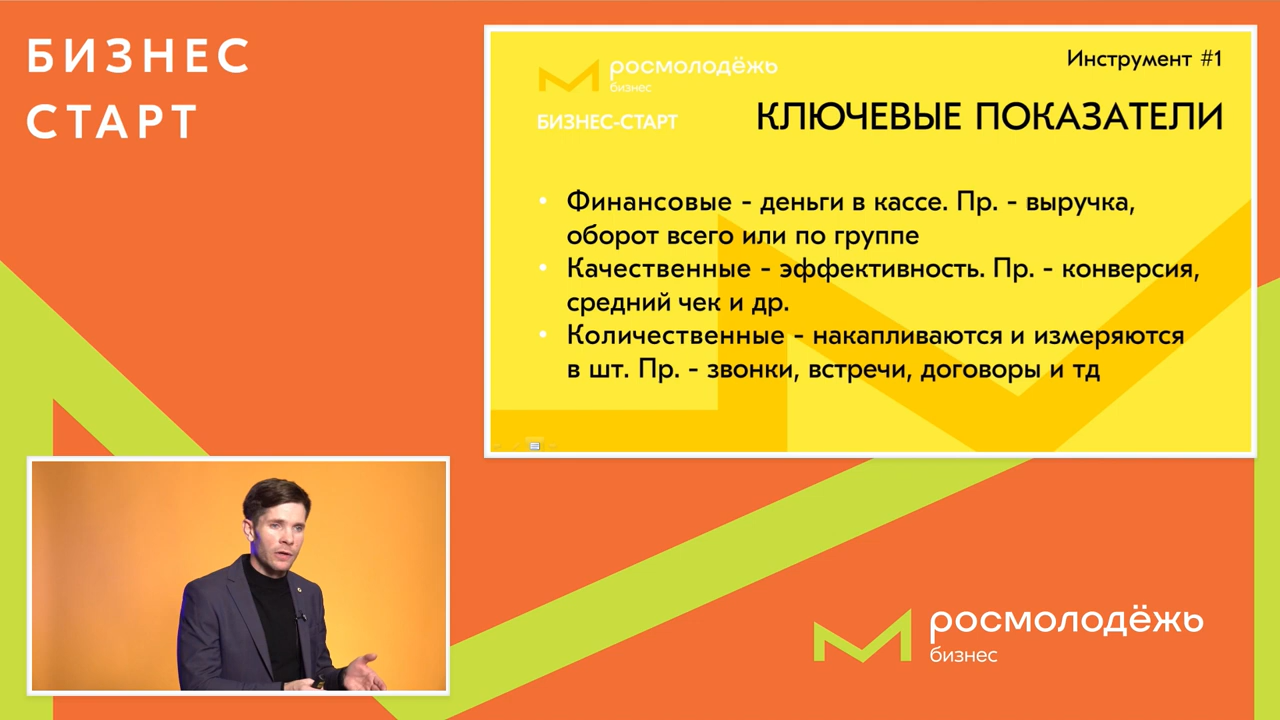 БИЗНЕС
СТАРТ
росмолодёжь
бизнес
БИЗНЕС-СТАРТ
Инструмент #1
КЛЮЧЕВЫЕ ПОКАЗАТЕЛИ
• Финансовые - деньги в кассе. Пр. - выручка,
оборот всего или по группе
• Качественные - эффективность. Пр. - конверсия,
средний чек и др.
• Количественные - накапливаются и измеряются
в шт. Пр. - звонки, встречи, договоры и тд
росмолодёжь
бизнес